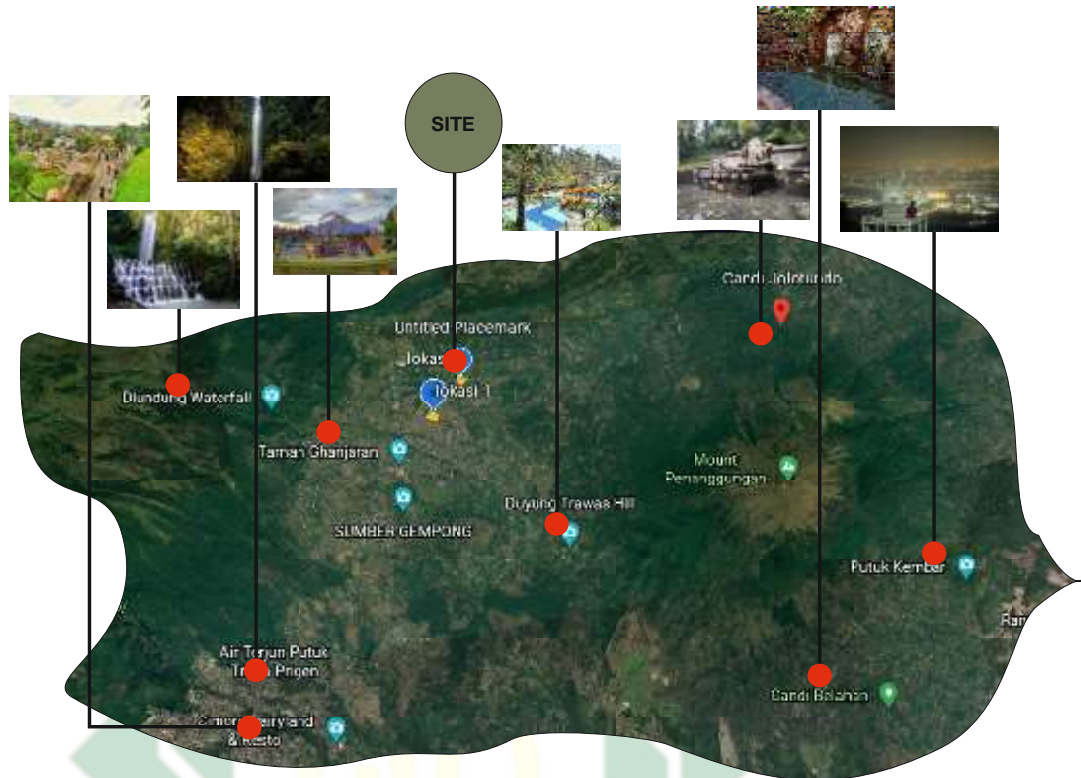 SITE
Candi Jolotundo
Untitled Placemark
lokasi 1
Dlundung Waterfall
Taman Ghanjaran
Mount
Penanggungan
SUMBER GEMPONG
Duyung Trawas Hill
Putuk Kembar
Air Terjun Putuk
Prigen
Candi Belahan
& Resto